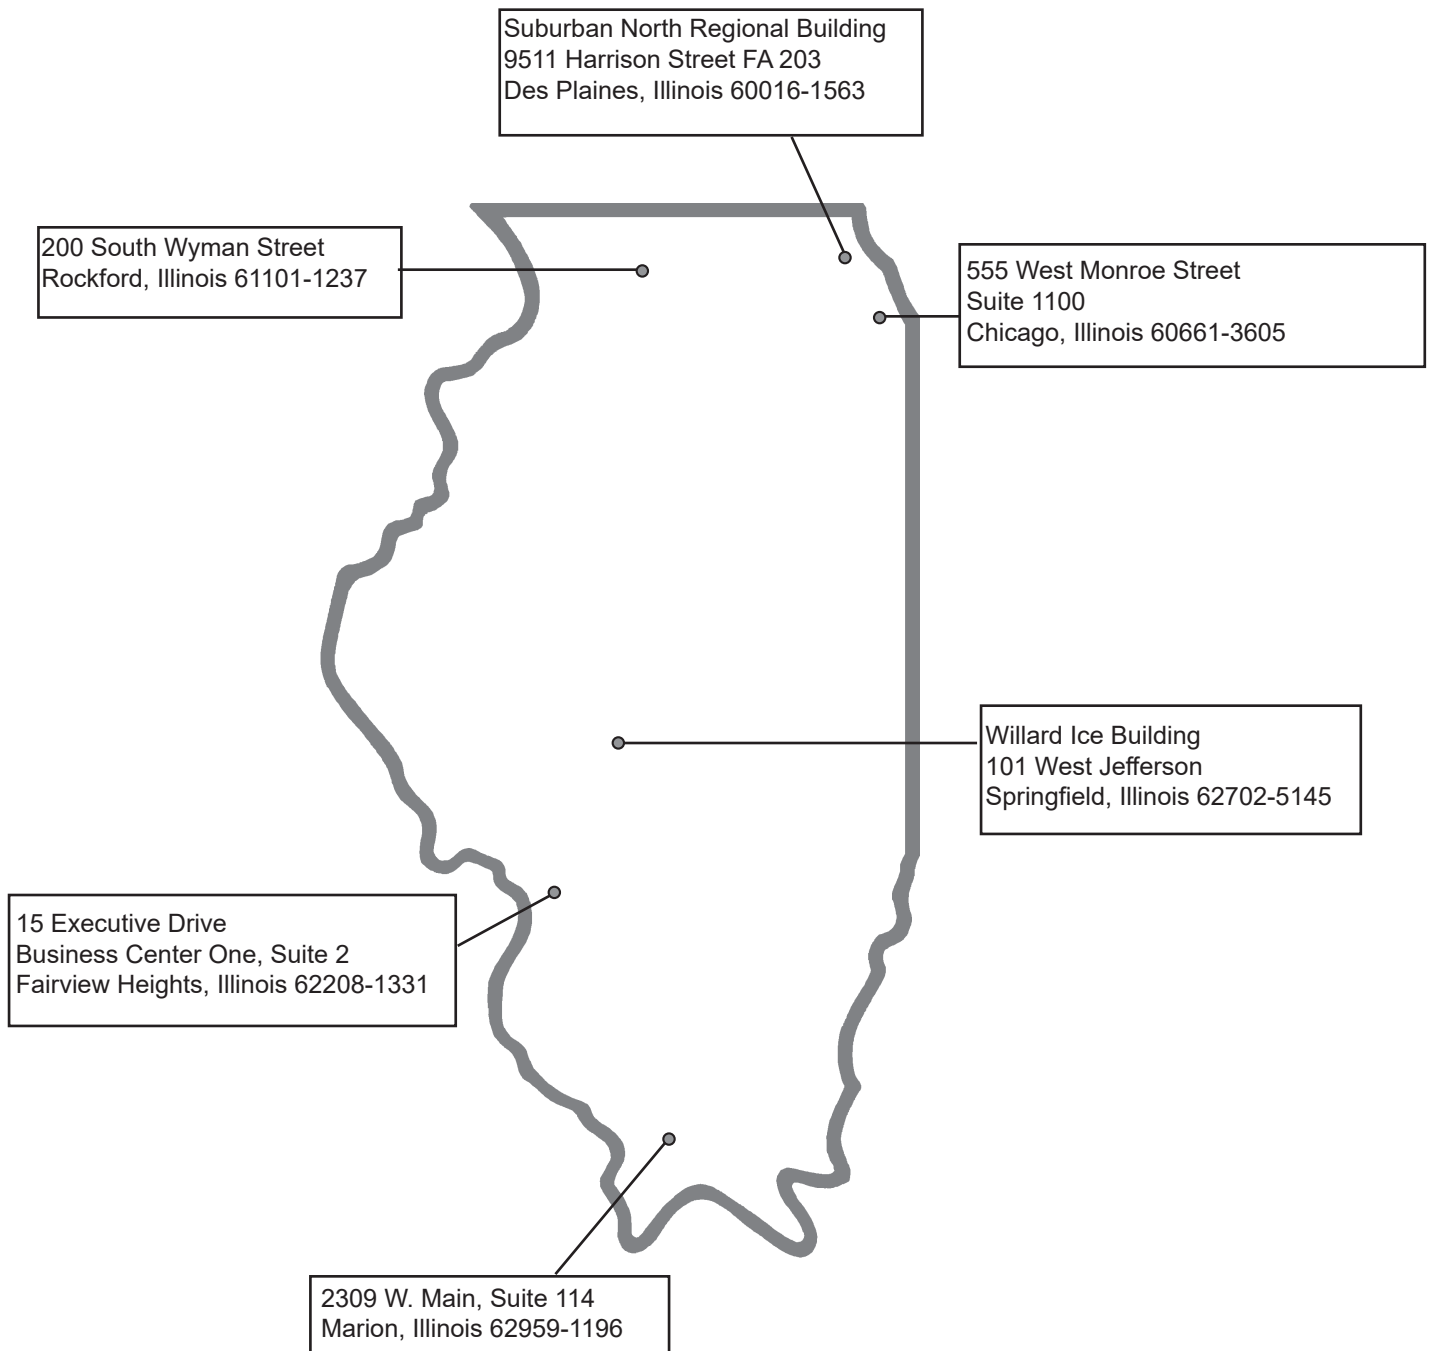 Suburban North Regional Building
9511 Harrison Street FA 203
Des Plaines, Illinois 60016-1563
200 South Wyman Street
Rockford, Illinois 61101-1237
555 West Monroe Street
Suite 1100
Chicago, Illinois 60661-3605
Willard Ice Building
101 West Jefferson
Springfield, Illinois 62702-5145
15 Executive Drive
Business Center One, Suite 2
Fairview Heights, Illinois 62208-1331
2309 W. Main, Suite 114
Marion, Illinois 62959-1196